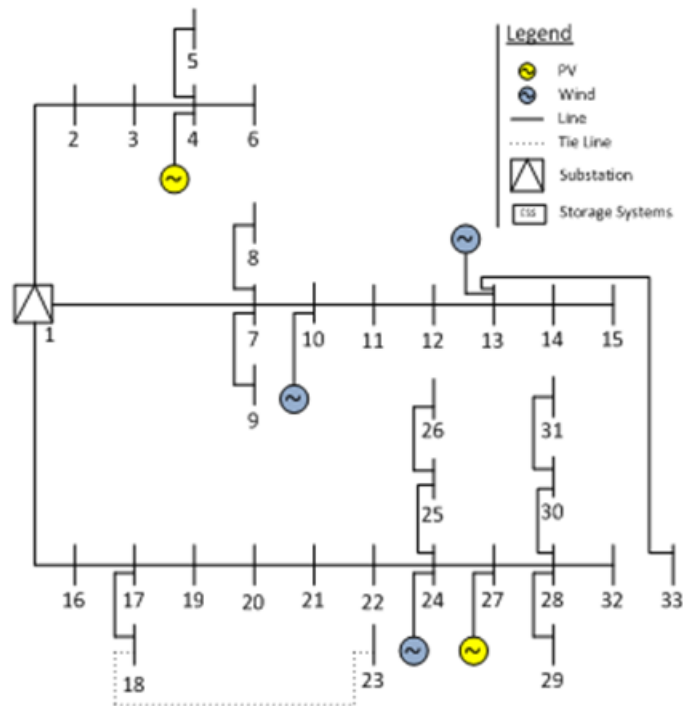 Legend
PV
Wind
Line
Tie Line
Substation
ESS Storage Systems
5
2 3 4 6
8
1 7 10 11 12 13 14 15
9 26 31
25 30
16 17 19 20 21 22 24 27 28 32 33
18 23 29